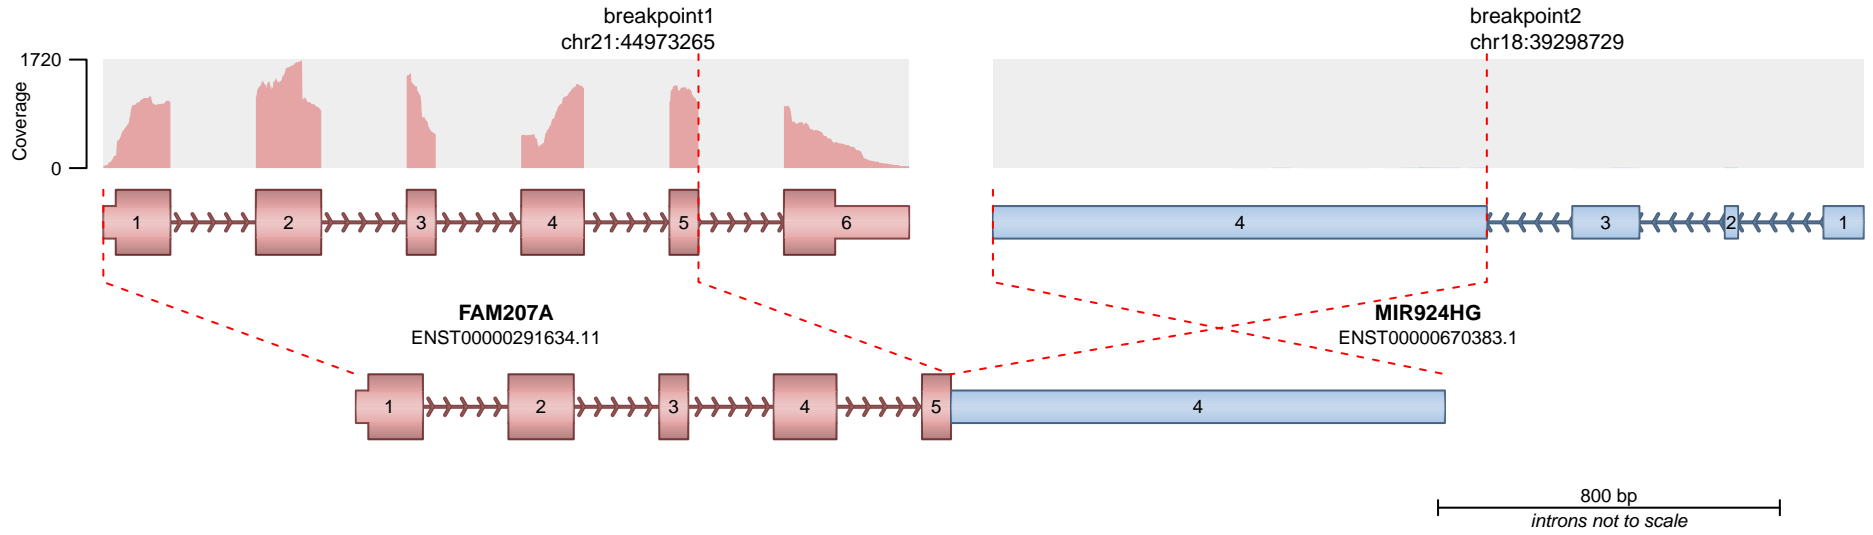 breakpoint1
chr21:44973265
breakpoint2
chr18:39298729
1720
0
Coverage
1
2
3
4
5
6
4
3
2
1
FAM207A
ENST00000291634.11
MIR924HG
ENST00000670383.1
1
2
3
4
5
4
800 bp
introns not to scale